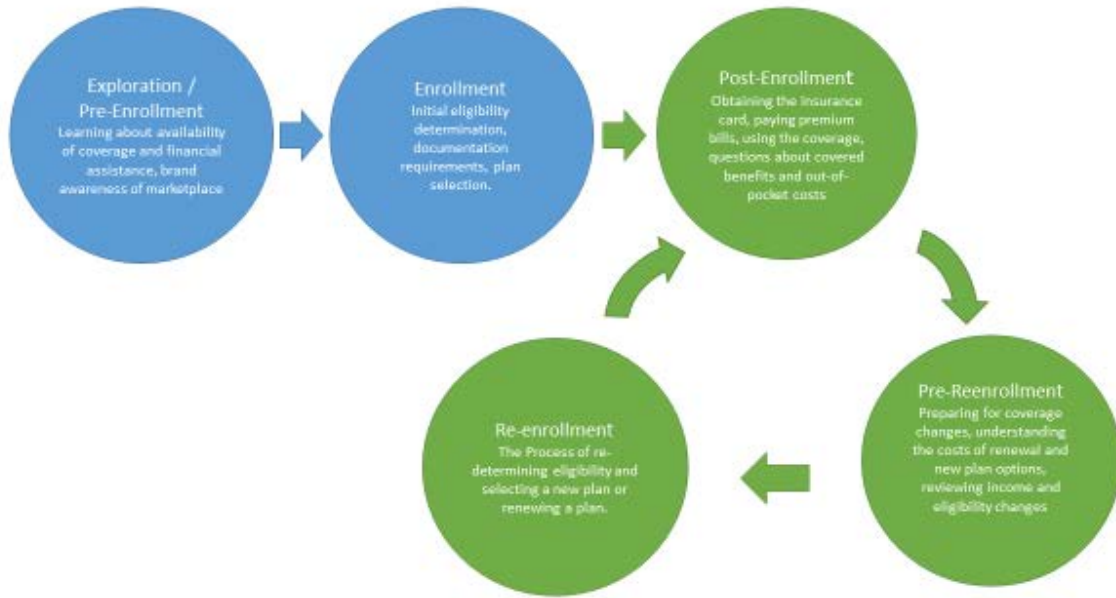 Exploration /
Pre-Enrollment
Learning about availability
of coverage and financial
assistance, brand
awareness of marketplace
Enrollment
Initial eligibility
determination,
documentation
requirements, plan
selection.
Post-Enrollment
Obtaining the insurance
card, paying premium
bills, using the coverage,
questions about covered
benefits and out-of-
pocket costs
Pre-Reenrollment
Preparing for coverage
changes, understanding
the costs of renewal and
new plan options,
reviewing income and
eligibility changes
Re-enrollment
The Process of re-
determining eligibility and
selecting a new plan or
renewing a plan.